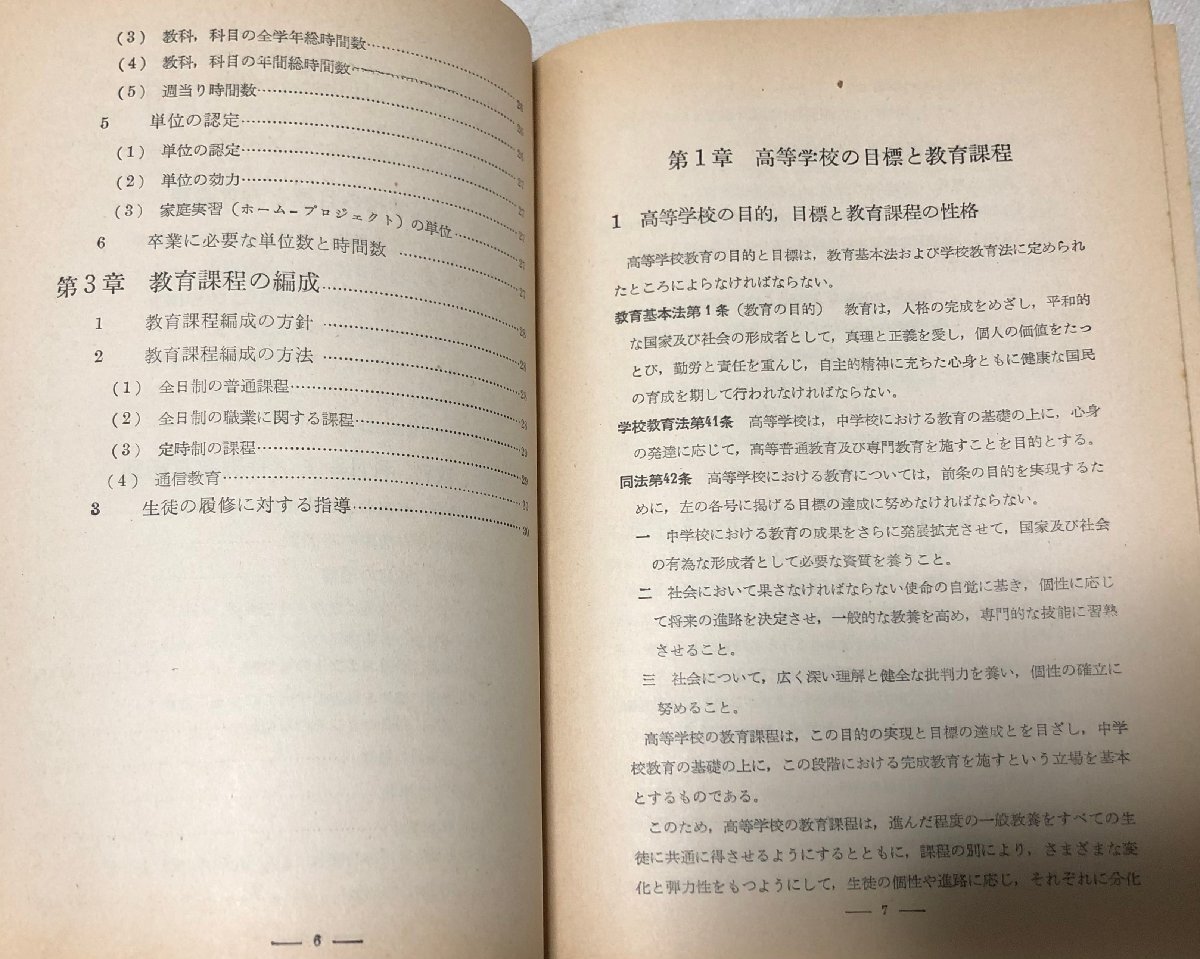 (3) 教科，科目の全学年総時間数
(4) 教科，科目の年間総時間数
(5) 週当り時間数
5 単位の認定
(1) 単位の認定
(2) 単位の効力
(3) 家庭実習（ホーム－プロジェクト）の単位
6 卒業に必要な単位数と時間数
第3章 教育課程の編成
1 教育課程編成の方針
2 教育課程編成の方法
(1) 全日制の普通課程
(2) 全日制の職業に関する課程
(3) 定時制の課程
(4) 通信教育
3 生徒の履修に対する指導
— 6 —
第1章 高等学校の目標と教育課程
1 高等学校の目的，目標と教育課程の性格
高等学校教育の目的と目標は，教育基本法および学校教育法に定められ
たところによらなければならない。
教育基本法第1条（教育の目的） 教育は，人格の完成をめざし，平和的
な国家及び社会の形成者として，真理と正義を愛し，個人の価値をたっ
とび，勤労と責任を重んじ，自主的精神に充ちた心身ともに健康な国民
の育成を期して行われなければならない。
学校教育法第41条 高等学校は，中学校における教育の基礎の上に，心身
の発達に応じて，高等普通教育及び専門教育を施すことを目的とする。
同法第42条 高等学校における教育については，前条の目的を実現するた
めに，左の各号に掲げる目標の達成に努めなければならない。
一 中学校における教育の成果をさらに発展拡充させて，国家及び社会
の有為な形成者として必要な資質を養うこと。
二 社会において果さなければならない使命の自覚に基き，個性に応じ
て将来の進路を決定させ，一般的な教養を高め，専門的な技能に習熟
させること。
三 社会について，広く深い理解と健全な批判力を養い，個性の確立に
努めること。
高等学校の教育課程は，この目的の実現と目標の達成とを目ざし，中学
校教育の基礎の上に，この段階における完成教育を施すという立場を基本
とするものである。
このため，高等学校の教育課程は，進んだ程度の一般教養をすべての生
徒に共通に得させるようにするとともに，課程の別により，さまざまな変
化と弾力性をもつようにして，生徒の個性や進路に応じ，それぞれに分化
— 7 —